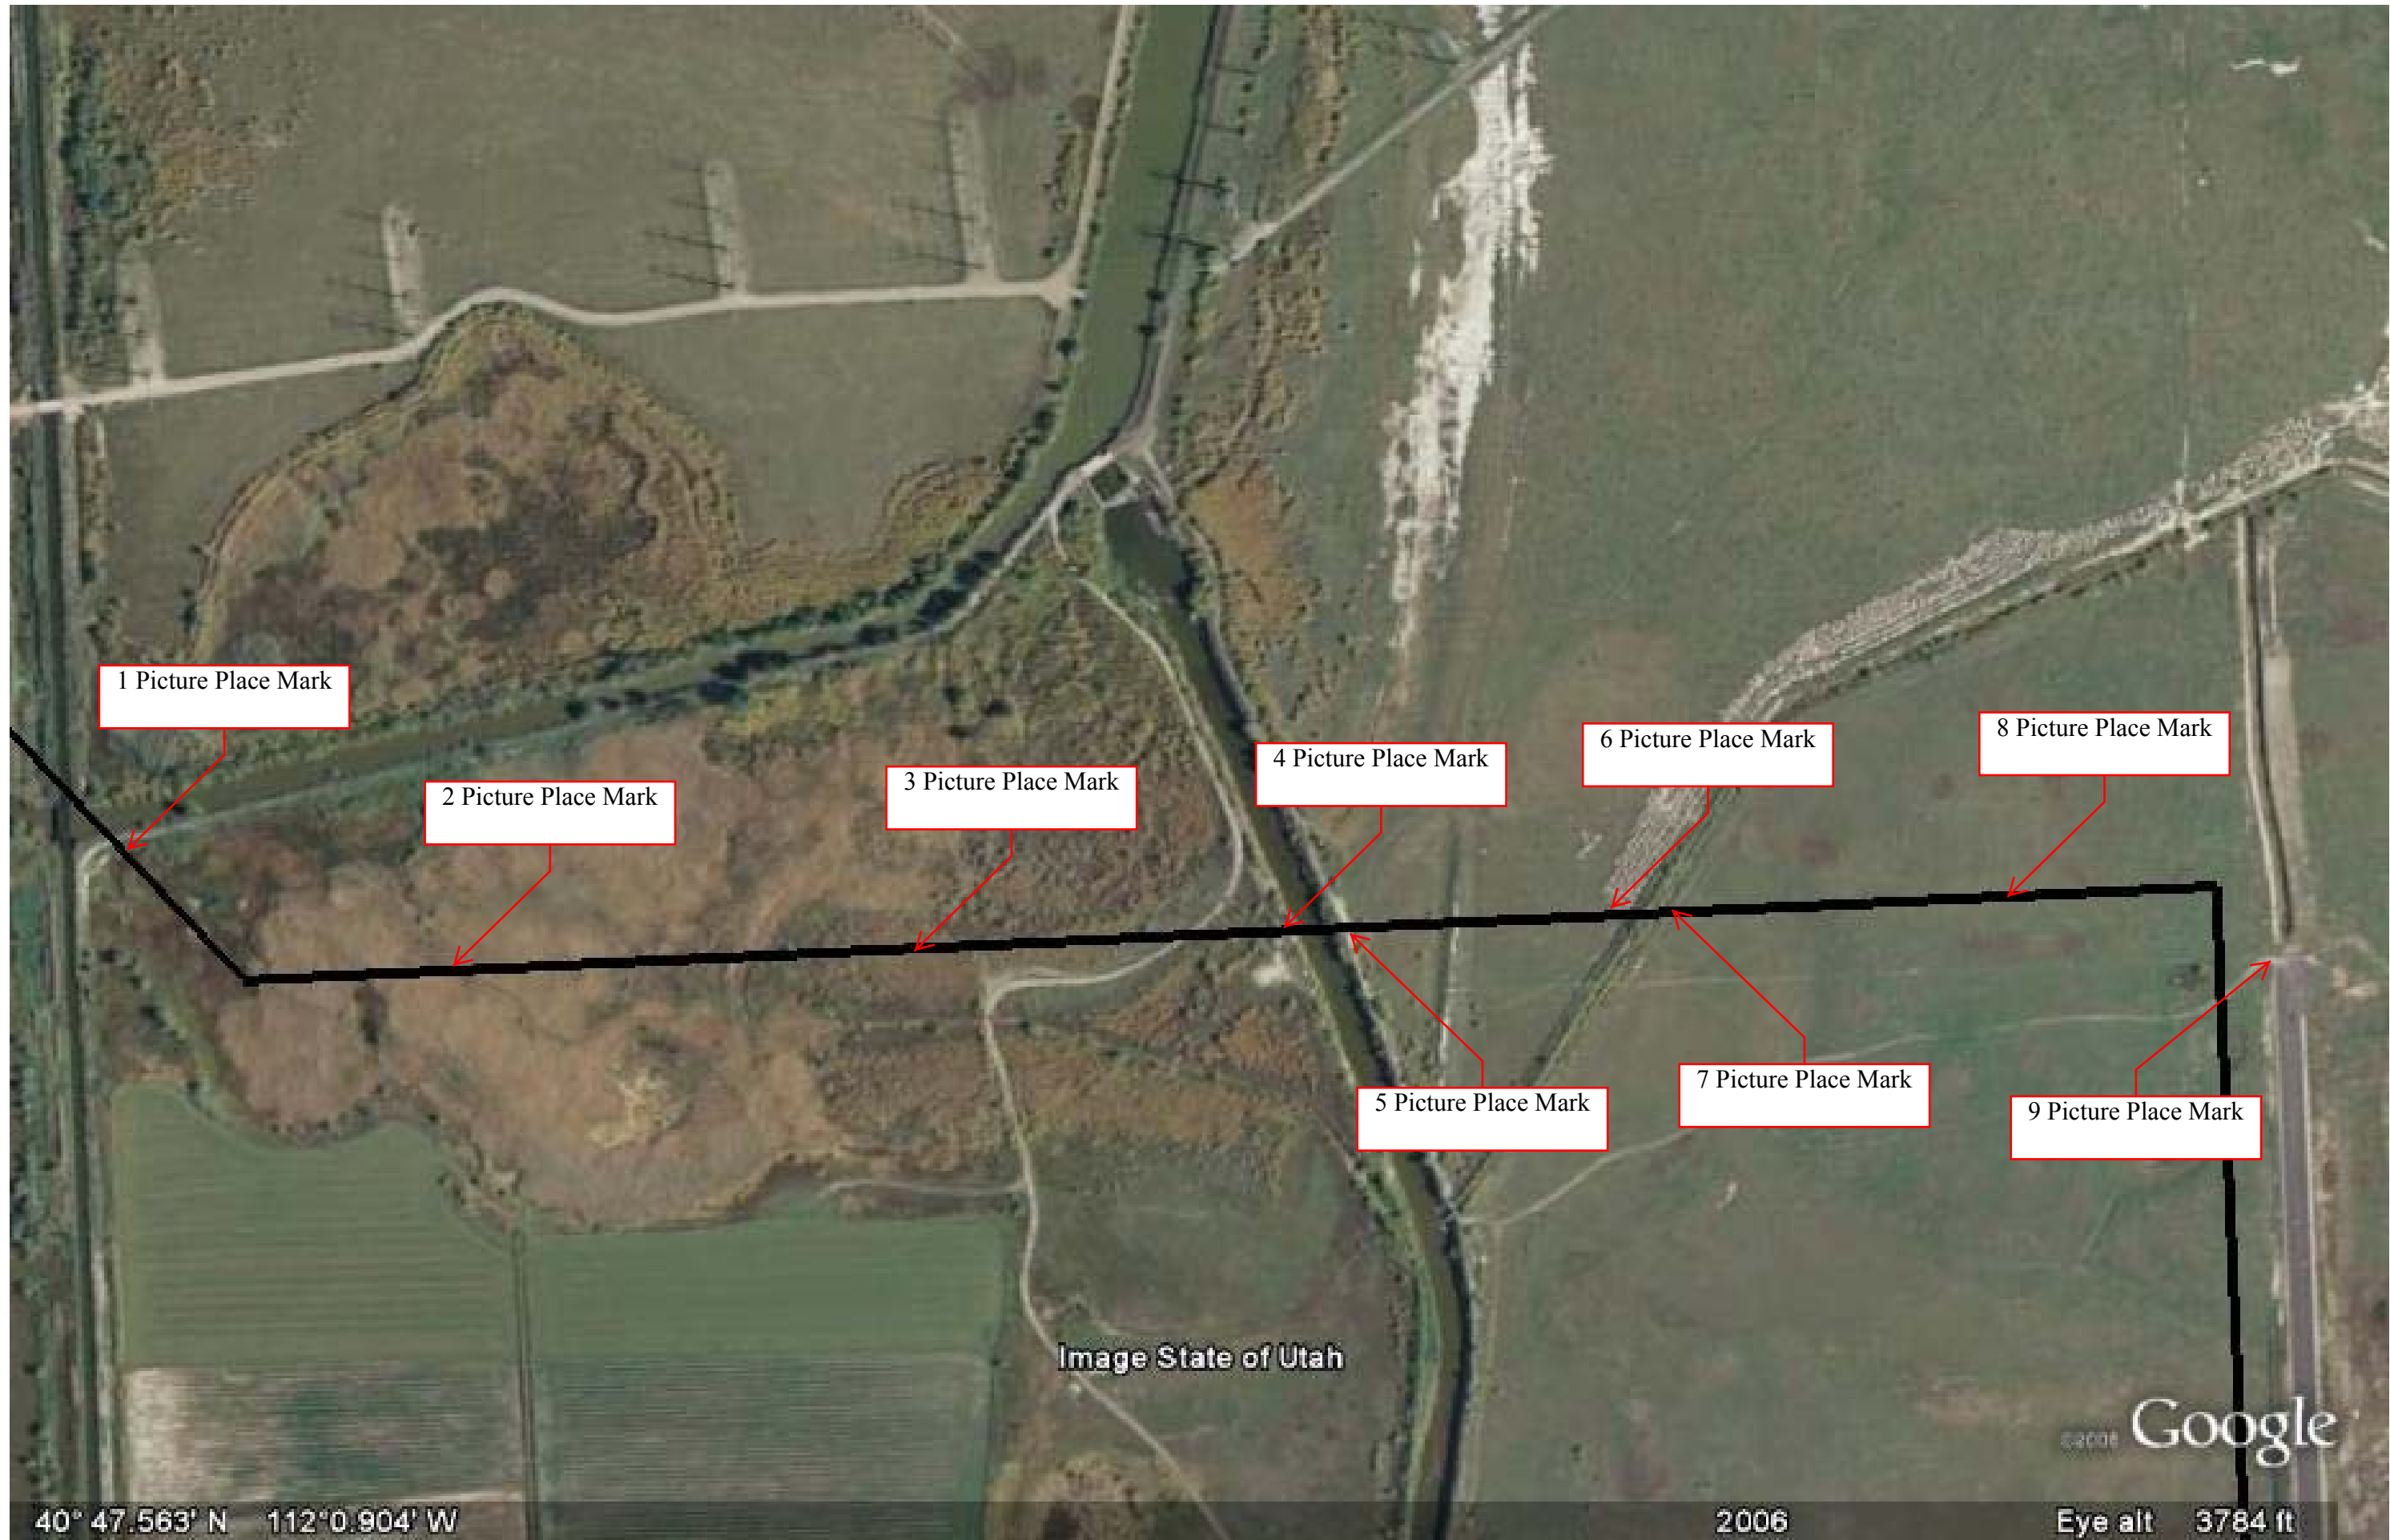 1 Picture Place Mark
2 Picture Place Mark
3 Picture Place Mark
4 Picture Place Mark
5 Picture Place Mark
6 Picture Place Mark
7 Picture Place Mark
8 Picture Place Mark
9 Picture Place Mark
Image State of Utah
©2008 Google
40° 47.563' N 112°0.904' W 2006 Eye alt 3784 ft